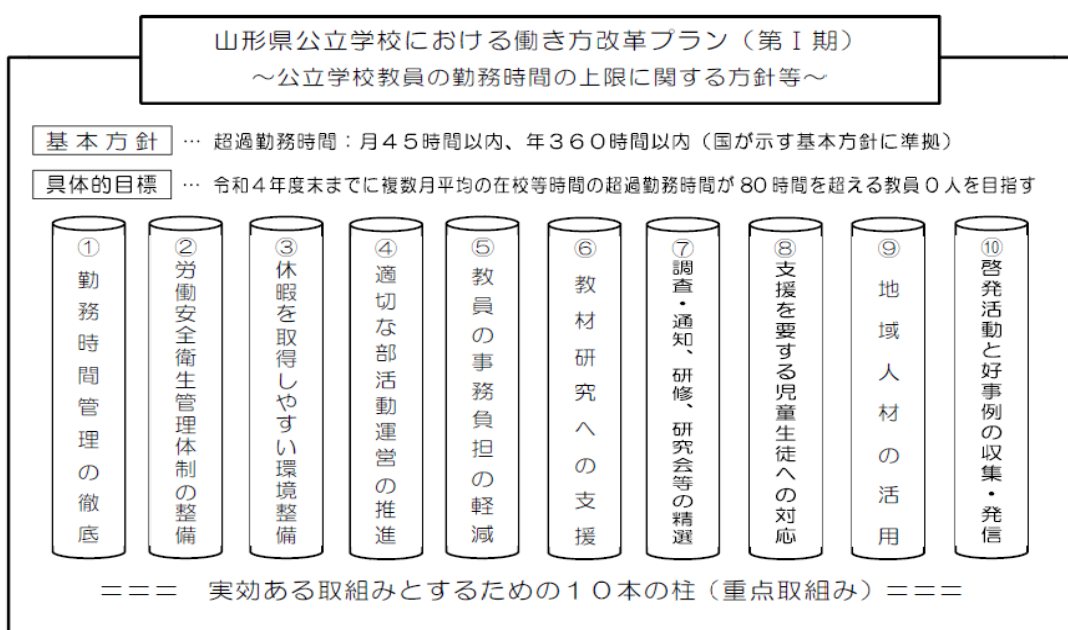 山形県公立学校における働き方改革プラン（第Ⅰ期）
～公立学校教員の勤務時間の上限に関する方針等～
基本方針 … 超過勤務時間：月４５時間以内、年３６０時間以内（国が示す基本方針に準拠）
具体的目標 … 令和４年度末までに複数月平均の在校等時間の超過勤務時間が80時間を超える教員０人を目指す
①勤務時間管理の徹底
②労働安全衛生管理体制の整備
③休暇を取得しやすい環境整備
④適切な部活動運営の推進
⑤教員の事務負担の軽減
⑥教材研究への支援
⑦調査・通知、研修、研究会等の精選
⑧支援を要する児童生徒への対応
⑨地域人材の活用
⑩啓発活動と好事例の収集・発信
＝＝＝　実効ある取組みとするための１０本の柱（重点取組み）＝＝＝